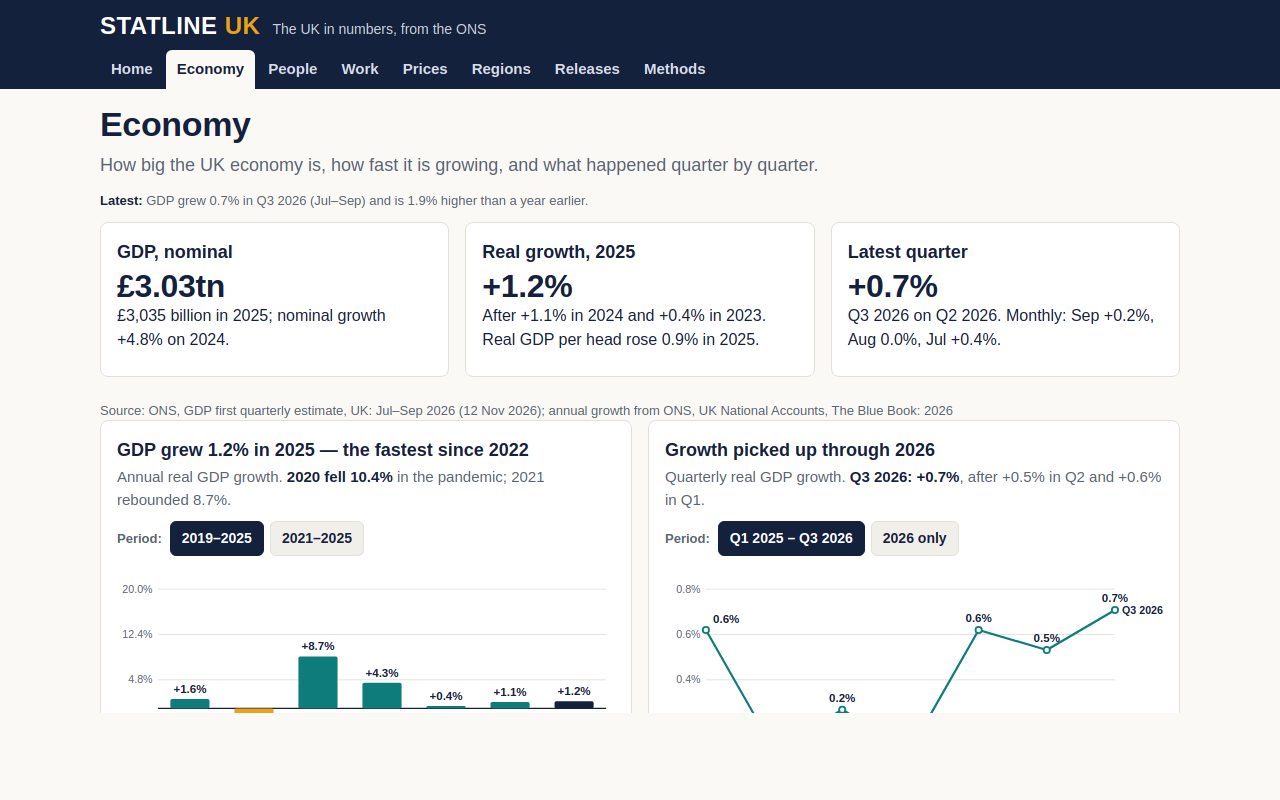 STATLINE UK The UK in numbers, from the ONS
Home Economy People Work Prices Regions Releases Methods
Economy
How big the UK economy is, how fast it is growing, and what happened quarter by quarter.
Latest: GDP grew 0.7% in Q3 2026 (Jul–Sep) and is 1.9% higher than a year earlier.
GDP, nominal
£3.03tn
£3,035 billion in 2025; nominal growth
+4.8% on 2024.
Real growth, 2025
+1.2%
After +1.1% in 2024 and +0.4% in 2023.
Real GDP per head rose 0.9% in 2025.
Latest quarter
+0.7%
Q3 2026 on Q2 2026. Monthly: Sep +0.2%,
Aug 0.0%, Jul +0.4%.
Source: ONS, GDP first quarterly estimate, UK: Jul–Sep 2026 (12 Nov 2026); annual growth from ONS, UK National Accounts, The Blue Book: 2026
GDP grew 1.2% in 2025 — the fastest since 2022
Annual real GDP growth. 2020 fell 10.4% in the pandemic; 2021
rebounded 8.7%.
Period: 2019–2025 2021–2025
20.0%
12.4%
+8.7%
4.8%
+4.3%
+1.6%
+0.4%
+1.1%
+1.2%
Growth picked up through 2026
Quarterly real GDP growth. Q3 2026: +0.7%, after +0.5% in Q2 and +0.6%
in Q1.
Period: Q1 2025 – Q3 2026 2026 only
0.8%
0.7%
Q3 2026
0.6%
0.6%
0.6%
0.5%
0.4%
0.2%